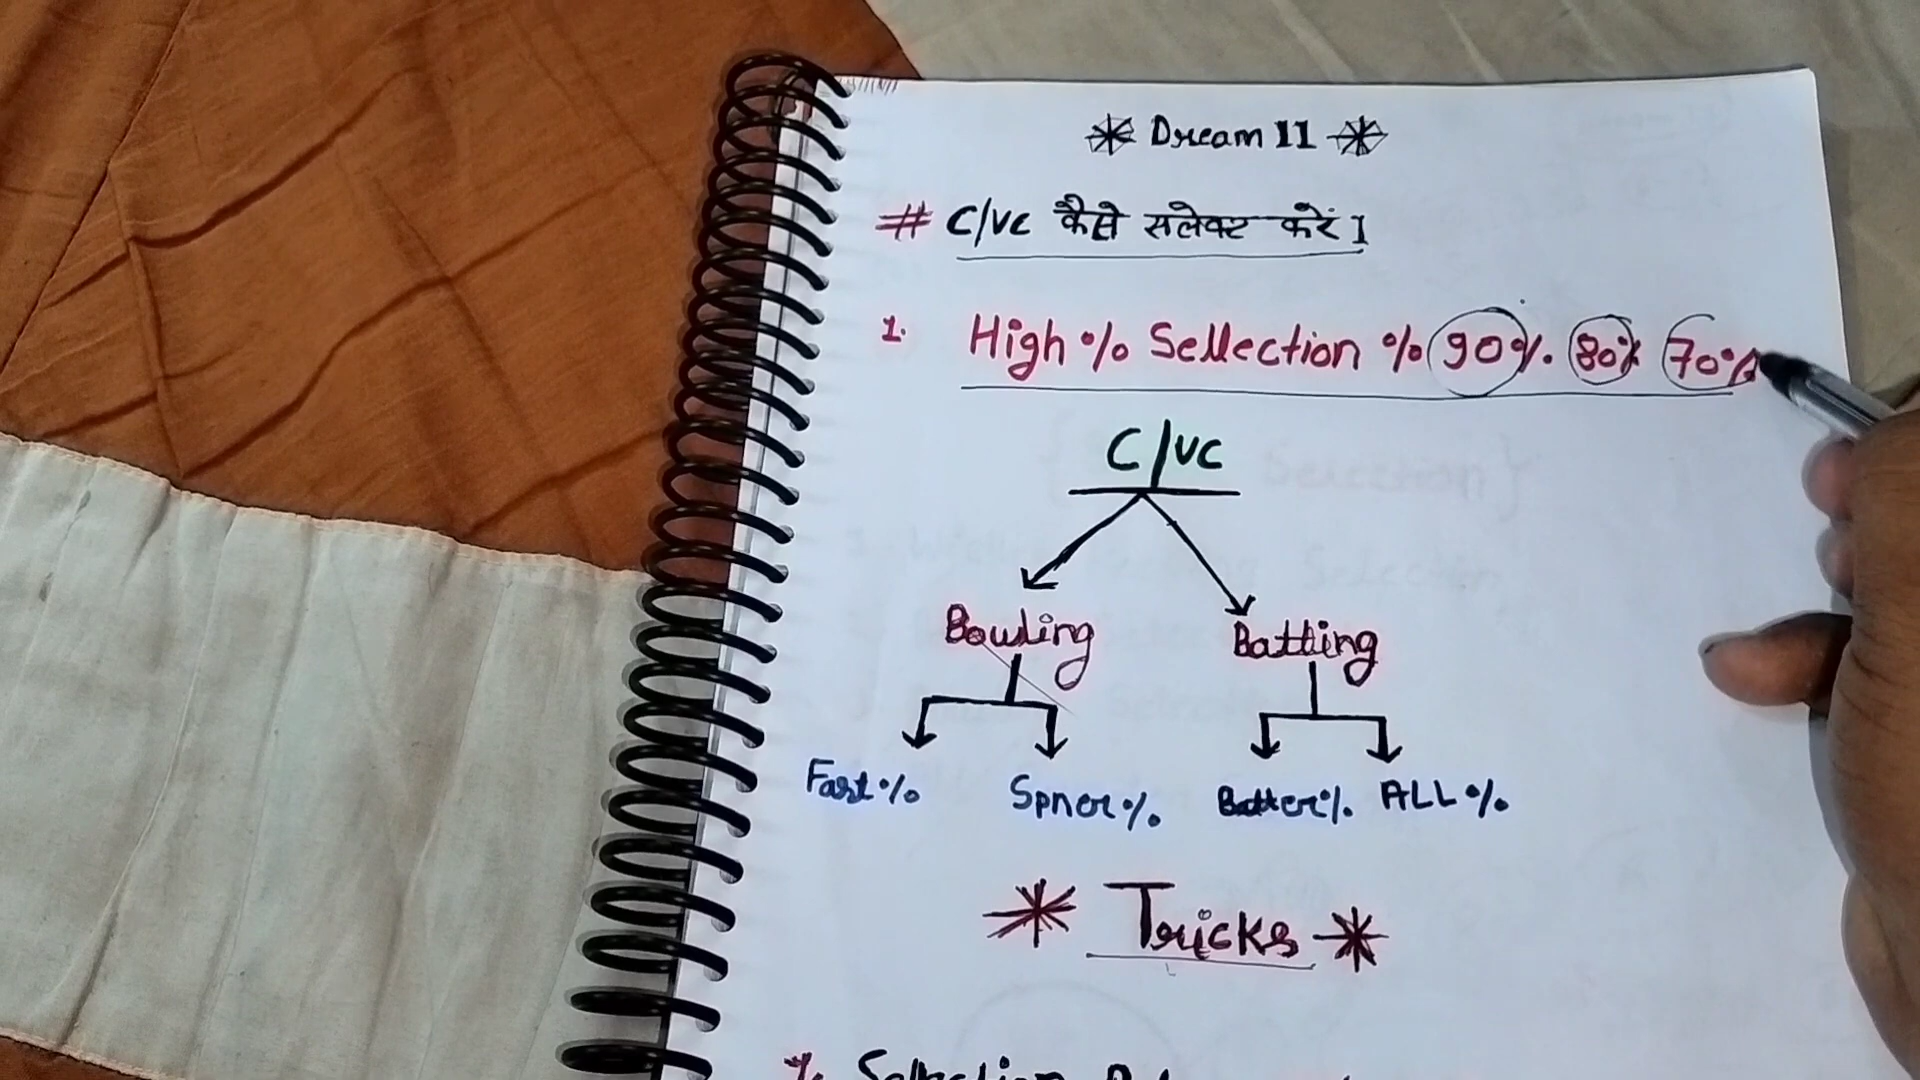 Dream 11
# C/VC कैसे सलेक्ट करें I
1. High % Sellection % 90% 80% 70%
C/VC
Bowling Batting
Fast % Spner % Batter % ALL %
Tricks